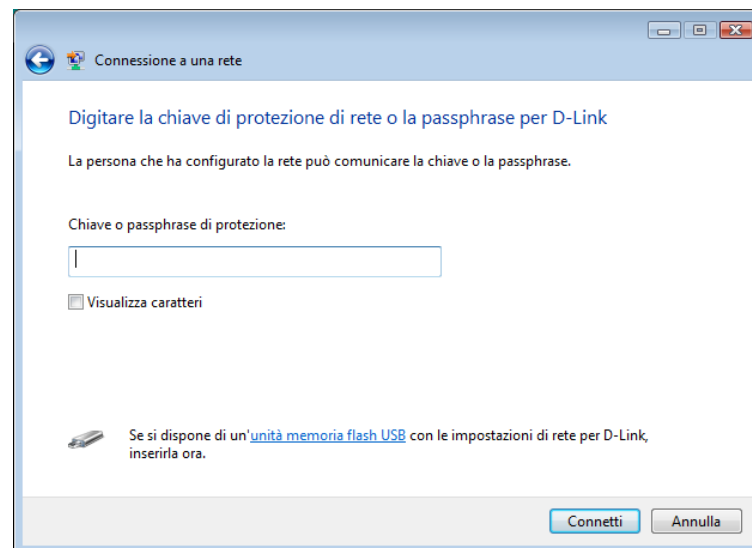 Connessione a una rete
Digitare la chiave di protezione di rete o la passphrase per D-Link
La persona che ha configurato la rete può comunicare la chiave o la passphrase.
Chiave o passphrase di protezione:
Visualizza caratteri
Se si dispone di un'unità memoria flash USB con le impostazioni di rete per D-Link,
inserirla ora.
Connetti
Annulla